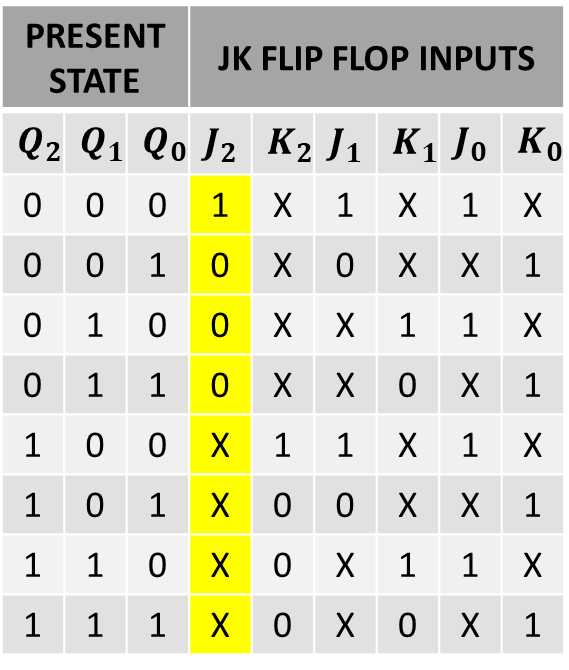 PRESENT STATE JK FLIP FLOP INPUTS
Q₂ Q₁ Q₀ J₂ K₂ J₁ K₁ J₀ K₀
0 0 0 1 X 1 X 1 X
0 0 1 0 X 0 X X 1
0 1 0 0 X X 1 1 X
0 1 1 0 X X 0 X 1
1 0 0 X 1 1 X 1 X
1 0 1 X 0 0 X X 1
1 1 0 X 0 X 1 1 X
1 1 1 X 0 X 0 X 1